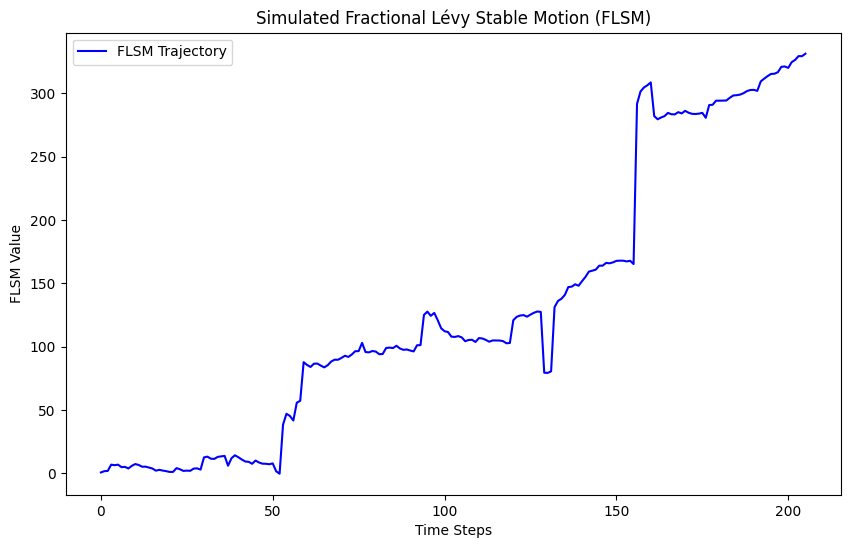 Simulated Fractional Lévy Stable Motion (FLSM)
FLSM Trajectory
FLSM Value
300
250
200
150
100
50
0
0 50 100 150 200
Time Steps